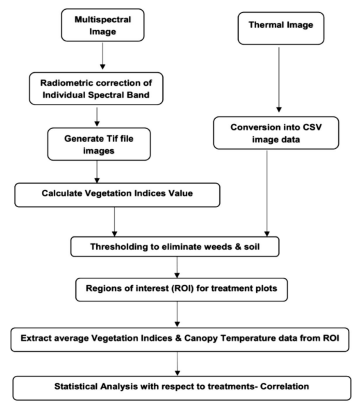 Multispectral
Image
Thermal Image
Radiometric correction of
Individual Spectral Band
Generate Tif file
images
Conversion into CSV
image data
Calculate Vegetation Indices Value
Thresholding to eliminate weeds & soil
Regions of interest (ROI) for treatment plots
Extract average Vegetation Indices & Canopy Temperature data from ROI
Statistical Analysis with respect to treatments- Correlation